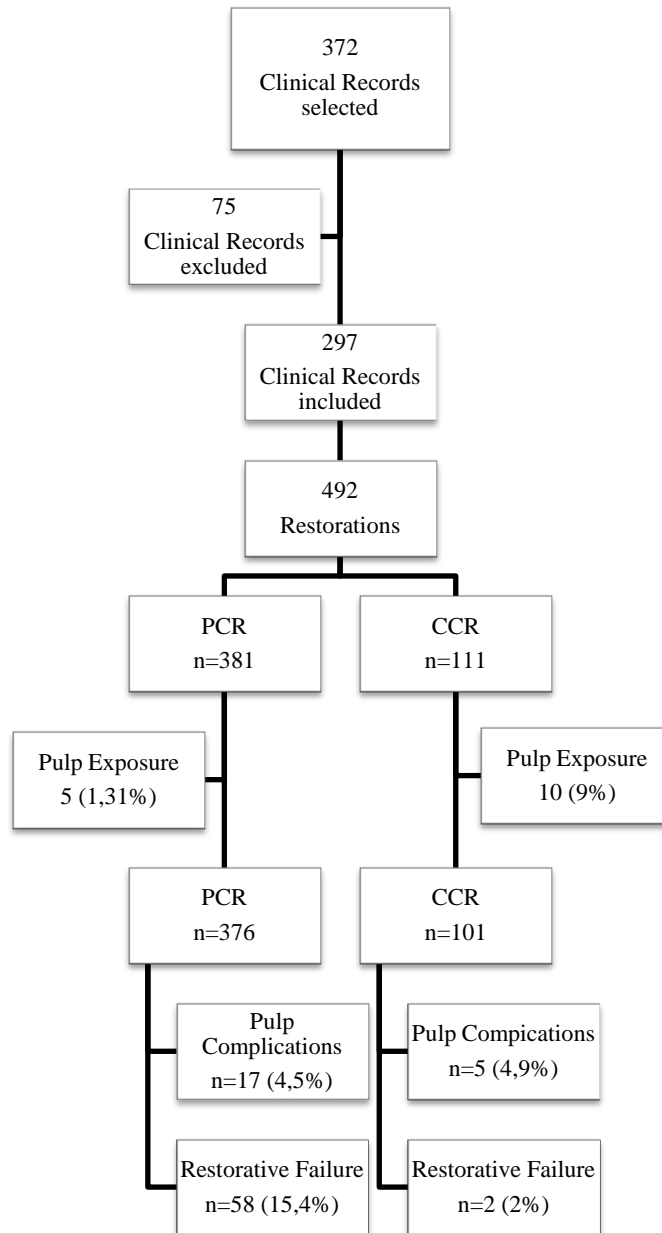 372
Clinical Records
selected
75
Clinical Records
excluded
297
Clinical Records
included
492
Restorations
PCR
n=381
CCR
n=111
Pulp Exposure
5 (1,31%)
Pulp Exposure
10 (9%)
PCR
n=376
CCR
n=101
Pulp
Complications
n=17 (4,5%)
Pulp Compications
n=5 (4,9%)
Restorative Failure
n=58 (15,4%)
Restorative Failure
n=2 (2%)